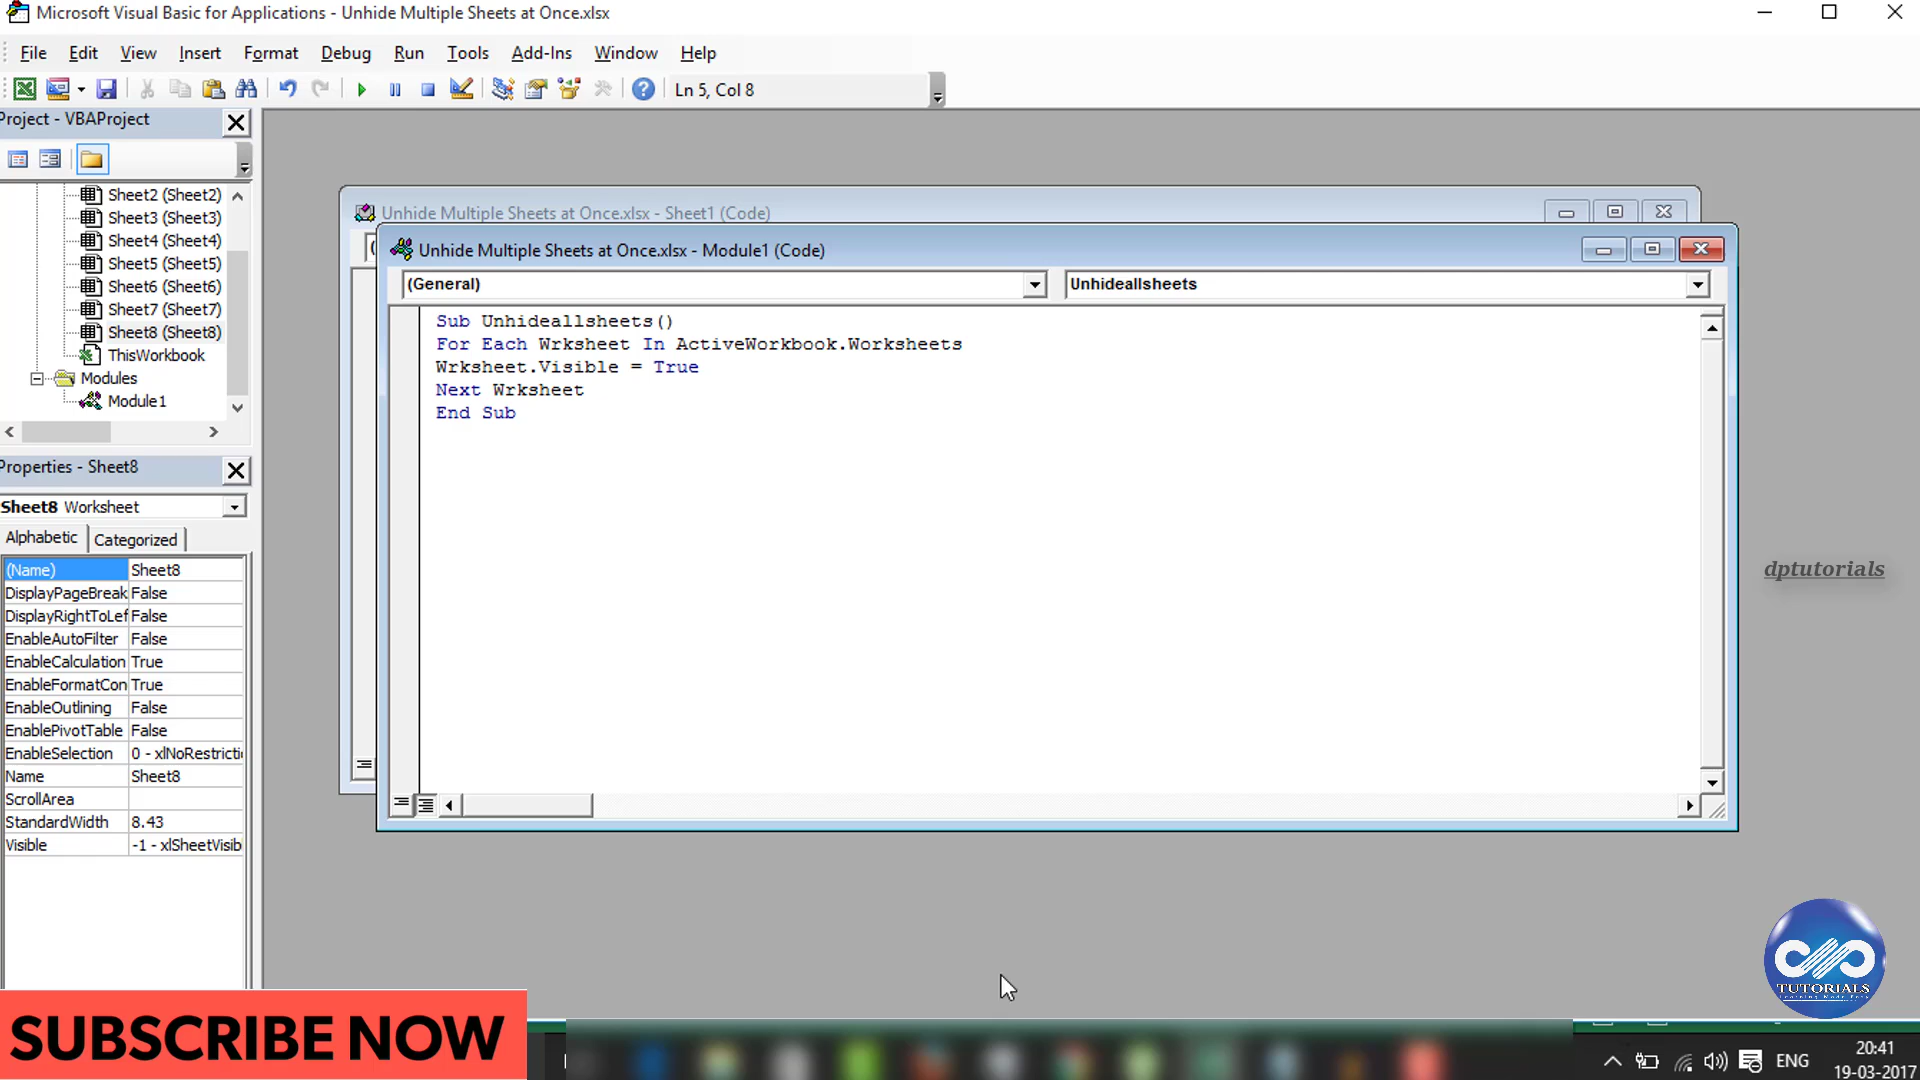 Microsoft Visual Basic for Applications - Unhide Multiple Sheets at Once.xlsx
File Edit View Insert Format Debug Run Tools Add-Ins Window Help
Ln 5, Col 8
Project - VBAProject
Sheet2 (Sheet2)
Sheet3 (Sheet3)
Sheet4 (Sheet4)
Sheet5 (Sheet5)
Sheet6 (Sheet6)
Sheet7 (Sheet7)
Sheet8 (Sheet8)
ThisWorkbook
Modules
Module1
Properties - Sheet8
Sheet8 Worksheet
Alphabetic Categorized
(Name) Sheet8
DisplayPageBreak False
DisplayRightToLef False
EnableAutoFilter False
EnableCalculation True
EnableFormatCon True
EnableOutlining False
EnablePivotTable False
EnableSelection 0 - xlNoRestricti
Name Sheet8
ScrollArea
StandardWidth 8.43
Visible -1 - xlSheetVisib
Unhide Multiple Sheets at Once.xlsx - Sheet1 (Code)
Unhide Multiple Sheets at Once.xlsx - Module1 (Code)
(General) Unhideallsheets
Sub Unhideallsheets()
For Each Wrksheet In ActiveWorkbook.Worksheets
Wrksheet.Visible = True
Next Wrksheet
End Sub
dptutorials
TUTORIALS
Learning Made Easy
SUBSCRIBE NOW
ENG
20:41
19-03-2017